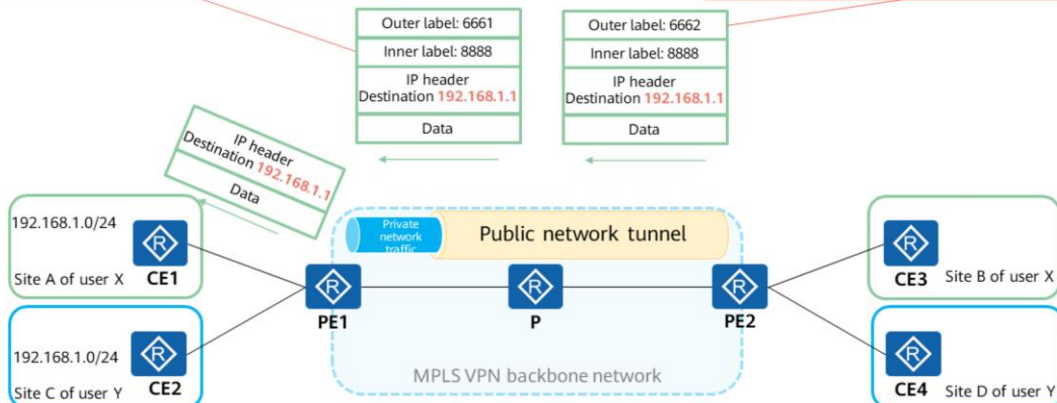 Outer label: 6661
Inner label: 8888
IP header
Destination 192.168.1.1
Data
Outer label: 6662
Inner label: 8888
IP header
Destination 192.168.1.1
Data
IP header
Destination 192.168.1.1
Data
192.168.1.0/24
CE1
Site A of user X
Private
network
traffic
Public network tunnel
PE1
P
PE2
CE3
Site B of user X
192.168.1.0/24
CE2
Site C of user Y
MPLS VPN backbone network
CE4
Site D of user Y
R
R
R
R
R
R
R